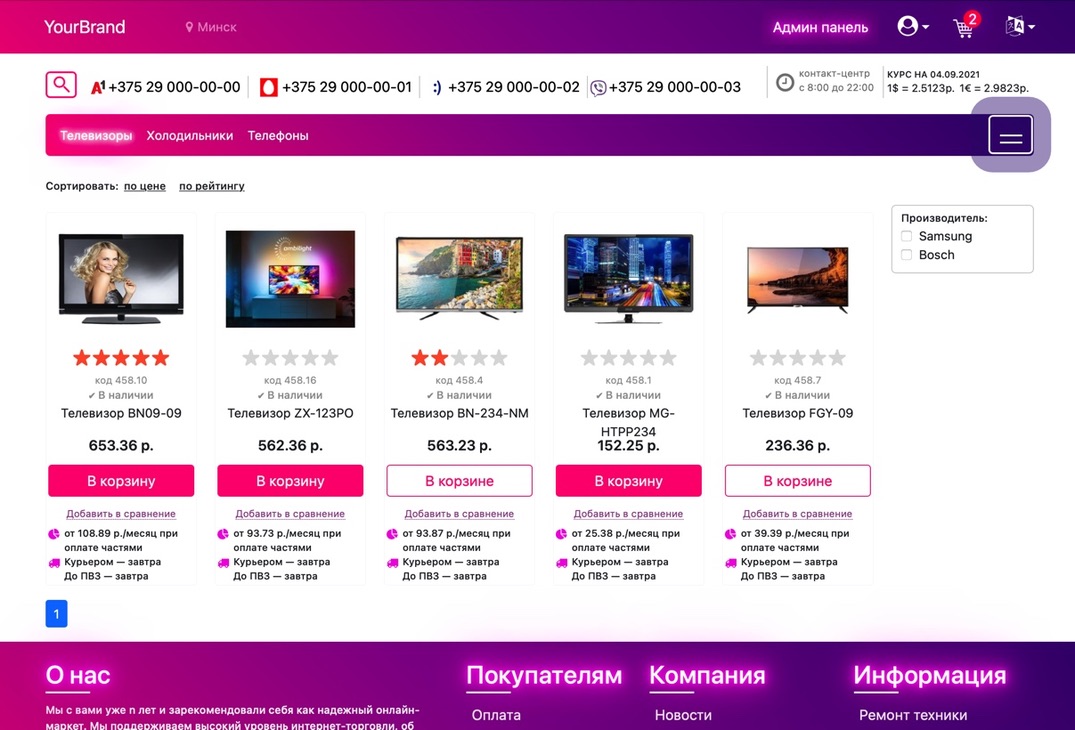 YourBrand
Минск
Админ панель
2
A1 +375 29 000-00-00
+375 29 000-00-01
:) +375 29 000-00-02
+375 29 000-00-03
контакт-центр
с 8:00 до 22:00
КУРС НА 04.09.2021
1$ = 2.5123р. 1€ = 2.9823р.
Телевизоры
Холодильники
Телефоны
Сортировать: по цене по рейтингу
ambilight
код 458.10
✔ В наличии
Телевизор BN09-09
653.36 р.
В корзину
Добавить в сравнение
от 108.89 р./месяц при
оплате частями
Курьером — завтра
До ПВЗ — завтра
код 458.16
✔ В наличии
Телевизор ZX-123PO
562.36 р.
В корзину
Добавить в сравнение
от 93.73 р./месяц при
оплате частями
Курьером — завтра
До ПВЗ — завтра
код 458.4
✔ В наличии
Телевизор BN-234-NM
563.23 р.
В корзине
Добавить в сравнение
от 93.87 р./месяц при
оплате частями
Курьером — завтра
До ПВЗ — завтра
код 458.1
✔ В наличии
Телевизор MG-
HTPP234
152.25 р.
В корзину
Добавить в сравнение
от 25.38 р./месяц при
оплате частями
Курьером — завтра
До ПВЗ — завтра
код 458.7
✔ В наличии
Телевизор FGY-09
236.36 р.
В корзине
Добавить в сравнение
от 39.39 р./месяц при
оплате частями
Курьером — завтра
До ПВЗ — завтра
Производитель:
Samsung
Bosch
1
О нас
Мы с вами уже n лет и зарекомендовали себя как надежный онлайн-
маркет. Мы поддерживаем высокий уровень интернет-торговли, об
Покупателям
Оплата
Компания
Новости
Информация
Ремонт техники